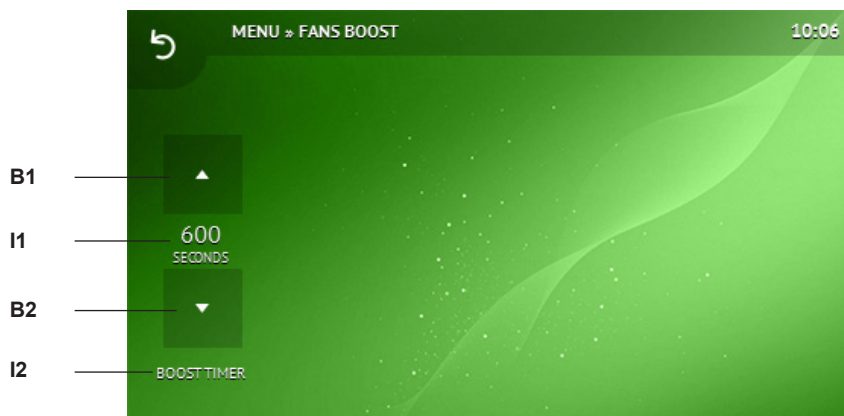 MENU » FANS BOOST 10:06
B1
I1 600
SECONDS
B2
I2 BOOST TIMER